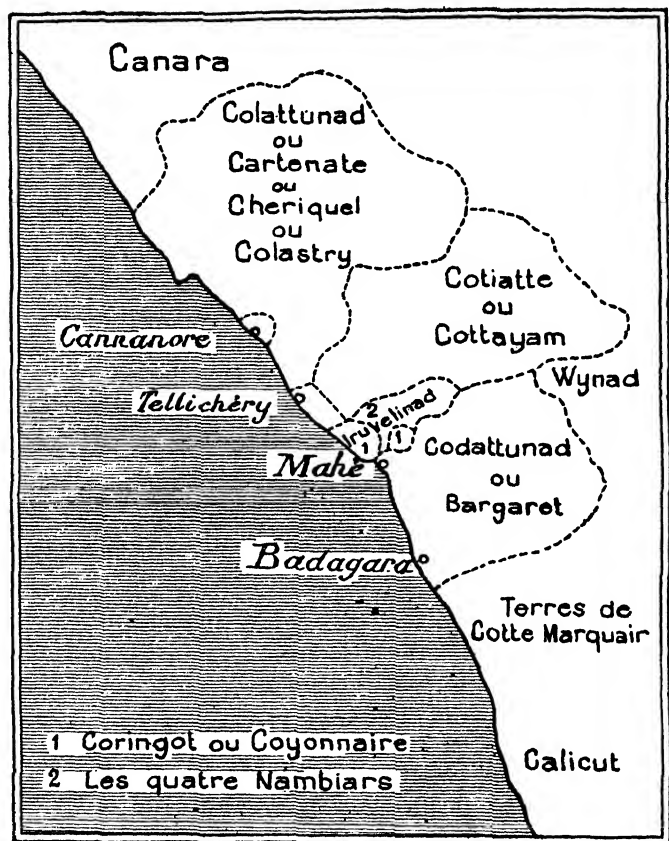 Canara
Colattunad
ou
Cartenate
ou
Cheriquel
ou
Colastry
Cotiatte
ou
Cottayam
Cannanore
Tellichéry
Wynad
2
Iruvelinad
1
1
Mahé
Codattunad
ou
Bargaret
Badagara
Terres de
Cotte Marquair
1 Coringot ou Coyonnaire
2 Les quatre Nambiars
Calicut